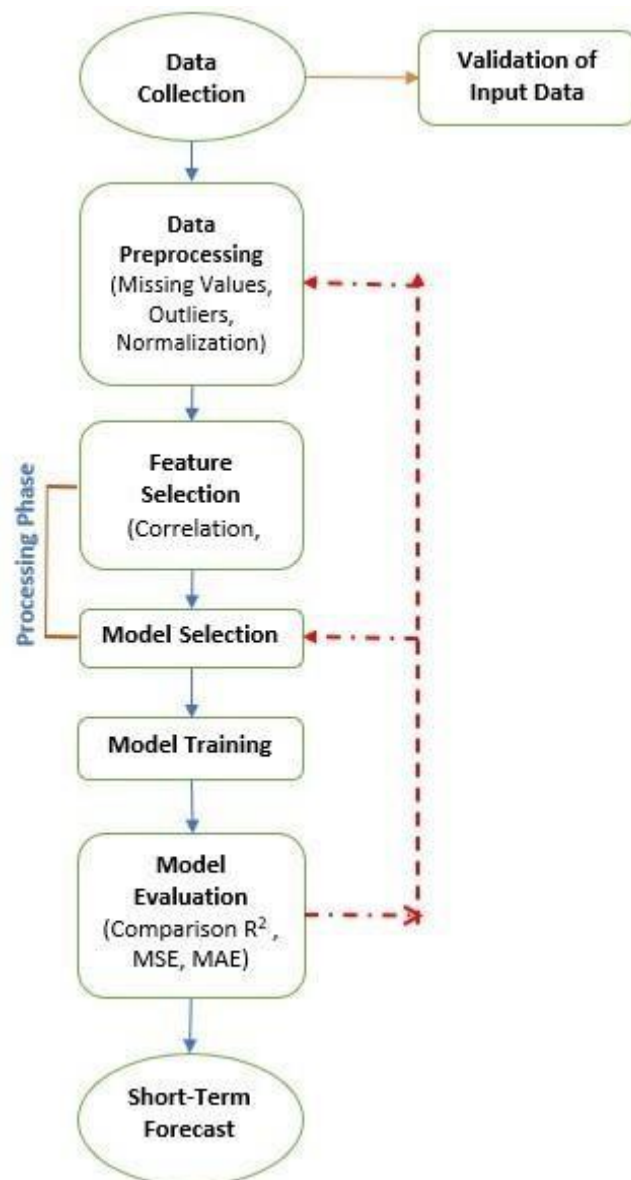 Data
Collection
Validation of
Input Data
Data
Preprocessing
(Missing Values,
Outliers,
Normalization)
Feature
Selection
(Correlation,
Processing Phase
Model Selection
Model Training
Model
Evaluation
(Comparison R² ,
MSE, MAE)
Short-Term
Forecast